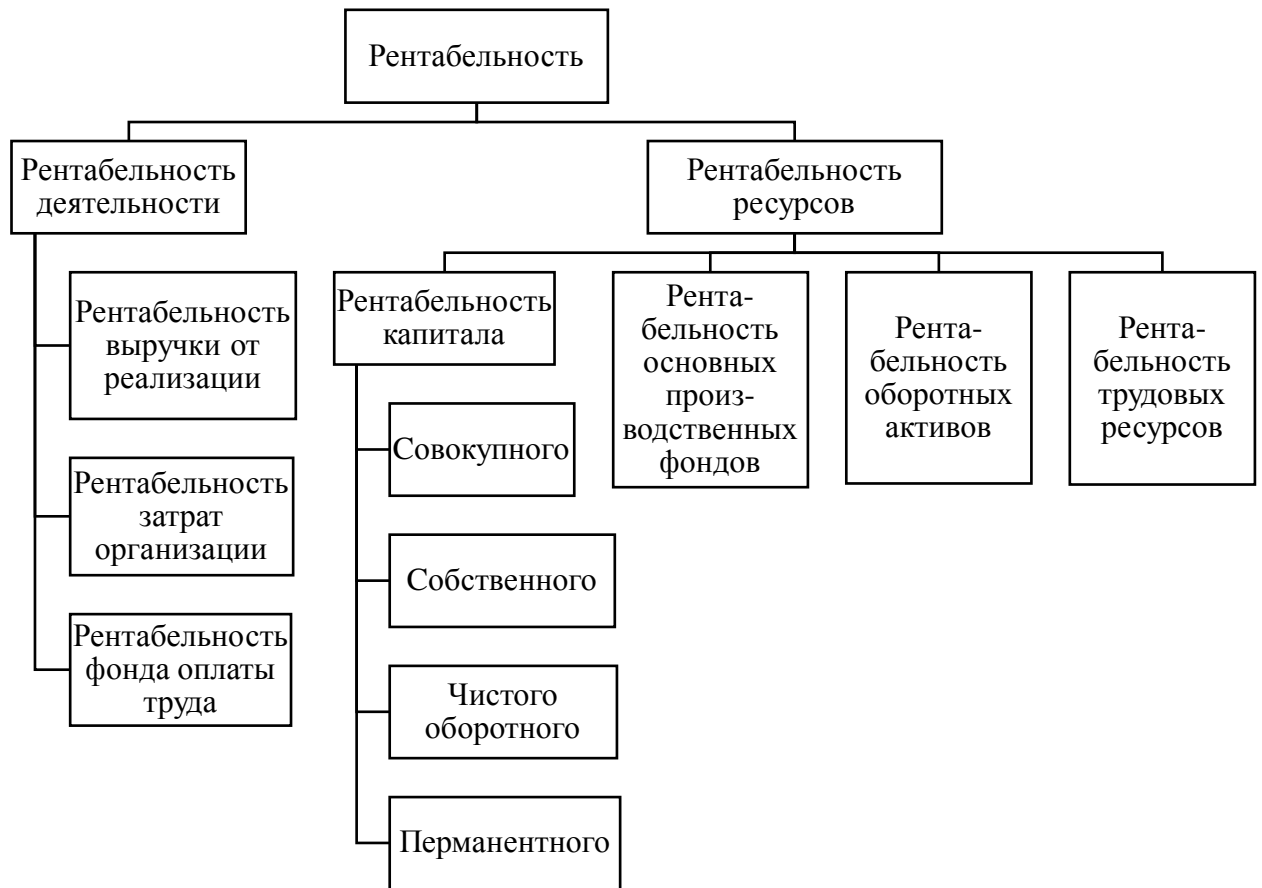 Рентабельность
Рентабельность
деятельности
Рентабельность
ресурсов
Рентабельность
выручки от
реализации
Рентабельность
затрат
организации
Рентабельность
фонда оплаты
труда
Рентабельность
капитала
Совокупного
Собственного
Чистого
оборотного
Перманентного
Рента-
бельность
основных
произ-
водственных
фондов
Рента-
бельность
оборотных
активов
Рента-
бельность
трудовых
ресурсов